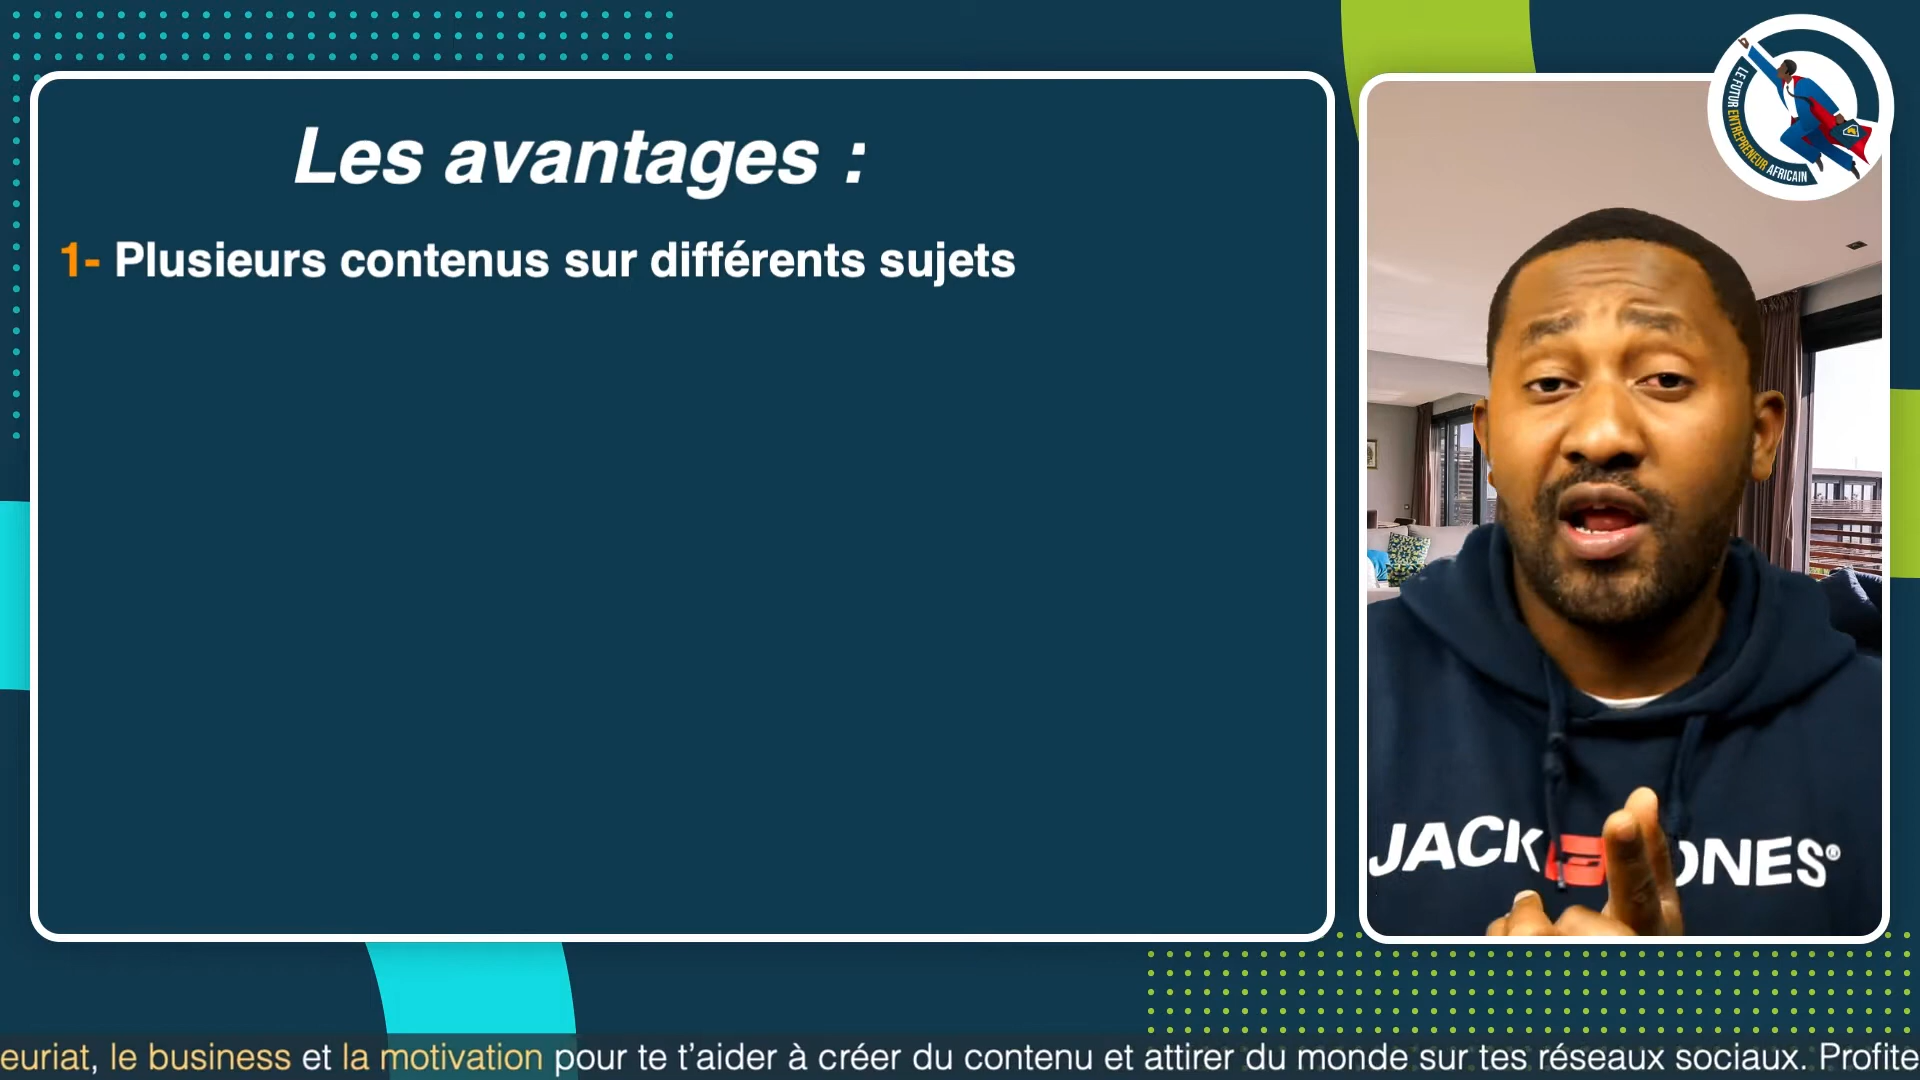 Les avantages :
1- Plusieurs contenus sur différents sujets
LE FUTUR ENTREPRENEUR AFRICAIN
JACK
ONES®
euriat, le business et la motivation pour te t’aider à créer du contenu et attirer du monde sur tes réseaux sociaux. Profite